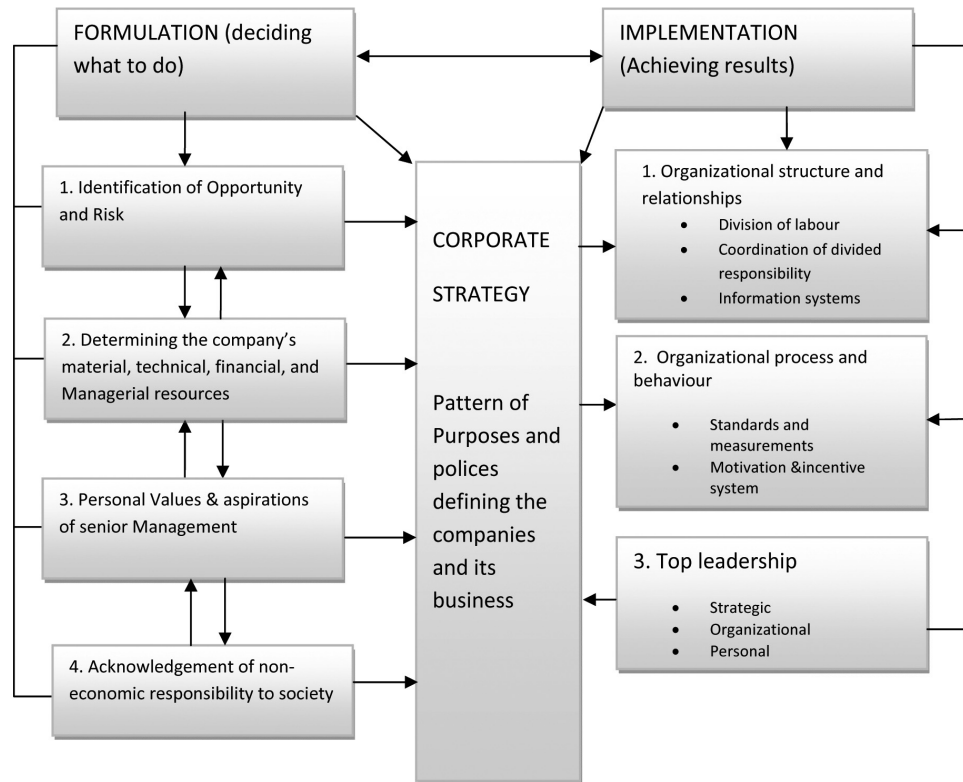 FORMULATION (deciding
what to do)
IMPLEMENTATION
(Achieving results)
1. Identification of Opportunity
and Risk
2. Determining the company's
material, technical, financial, and
Managerial resources
3. Personal Values & aspirations
of senior Management
4. Acknowledgement of non-
economic responsibility to society
CORPORATE
STRATEGY
Pattern of
Purposes and
polices
defining the
companies
and its
business
1. Organizational structure and
relationships
• Division of labour
• Coordination of divided
responsibility
• Information systems
2. Organizational process and
behaviour
• Standards and
measurements
• Motivation &incentive
system
3. Top leadership
• Strategic
• Organizational
• Personal